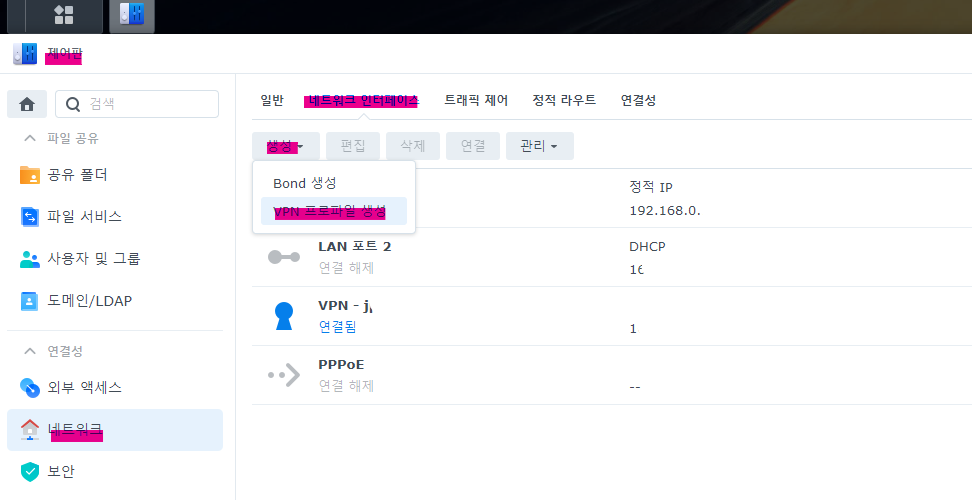 제어판
검색
파일 공유
공유 폴더
파일 서비스
사용자 및 그룹
도메인/LDAP
연결성
외부 액세스
네트워크
보안
일반 네트워크 인터페이스 트래픽 제어 정적 라우트 연결성
생성 편집 삭제 연결 관리
Bond 생성
VPN 프로파일 생성
정적 IP
192.168.0.
LAN 포트 2 DHCP
연결 해제 16
VPN - j
연결됨 1
PPPoE
연결 해제 --